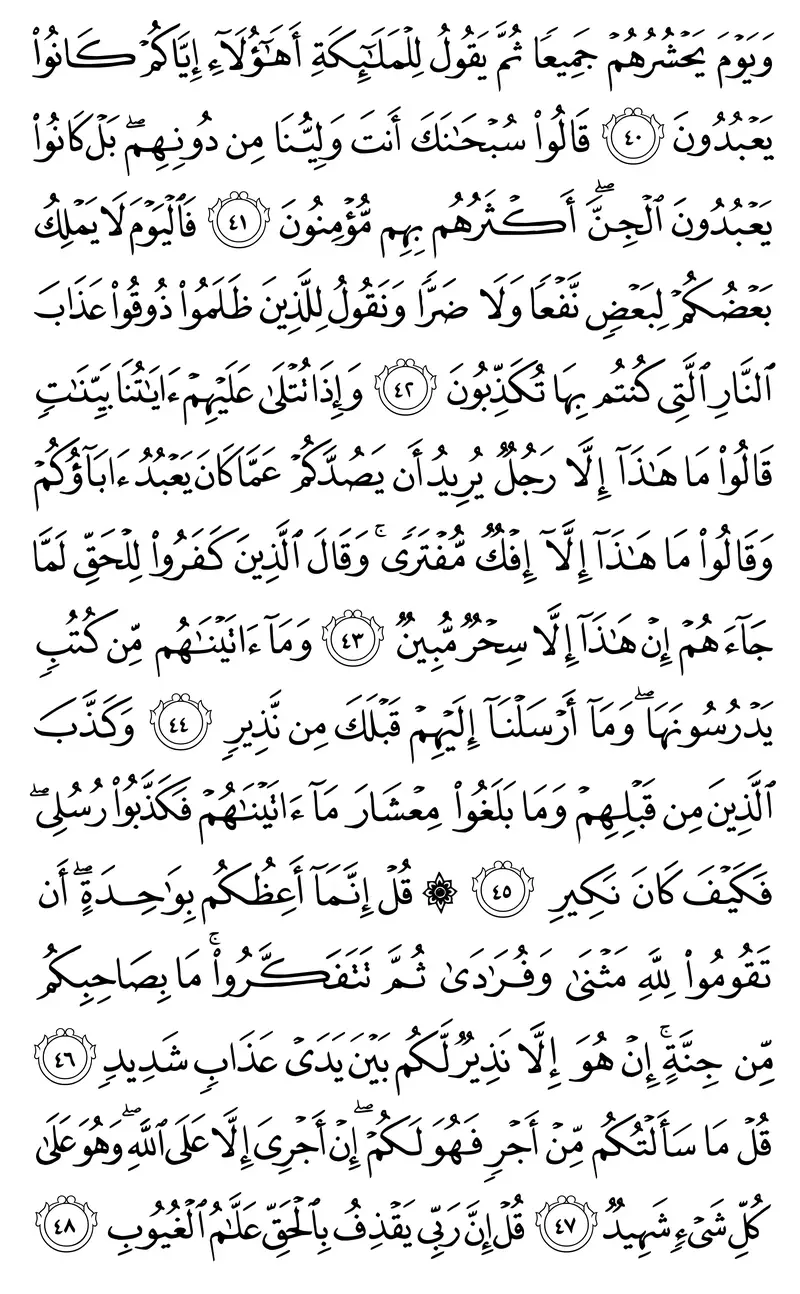 وَيَوۡمَ يَحۡشُرُهُمۡ جَمِيعٗا ثُمَّ يَقُولُ لِلۡمَلَٰٓئِكَةِ أَهَٰٓؤُلَآءِ إِيَّاكُمۡ كَانُواْ
يَعۡبُدُونَ ٤٠ قَالُواْ سُبۡحَٰنَكَ أَنتَ وَلِيُّنَا مِن دُونِهِمۖ بَلۡ كَانُواْ
يَعۡبُدُونَ ٱلۡجِنَّۖ أَكۡثَرُهُم بِهِم مُّؤۡمِنُونَ ٤١ فَٱلۡيَوۡمَ لَا يَمۡلِكُ
بَعۡضُكُمۡ لِبَعۡضٖ نَّفۡعٗا وَلَا ضَرّٗا وَنَقُولُ لِلَّذِينَ ظَلَمُواْ ذُوقُواْ عَذَابَ
ٱلنَّارِ ٱلَّتِي كُنتُم بِهَا تُكَذِّبُونَ ٤٢ وَإِذَا تُتۡلَىٰ عَلَيۡهِمۡ ءَايَٰتُنَا بَيِّنَٰتٖ
قَالُواْ مَا هَٰذَآ إِلَّا رَجُلٞ يُرِيدُ أَن يَصُدَّكُمۡ عَمَّا كَانَ يَعۡبُدُ ءَابَآؤُكُمۡ
وَقَالُواْ مَا هَٰذَآ إِلَّآ إِفۡكٞ مُّفۡتَرٗىۚ وَقَالَ ٱلَّذِينَ كَفَرُواْ لِلۡحَقِّ لَمَّا
جَآءَهُمۡ إِنۡ هَٰذَآ إِلَّا سِحۡرٞ مُّبِينٞ ٤٣ وَمَآ ءَاتَيۡنَٰهُم مِّن كُتُبٖ
يَدۡرُسُونَهَاۖ وَمَآ أَرۡسَلۡنَآ إِلَيۡهِمۡ قَبۡلَكَ مِن نَّذِيرٖ ٤٤ وَكَذَّبَ
ٱلَّذِينَ مِن قَبۡلِهِمۡ وَمَا بَلَغُواْ مِعۡشَارَ مَآ ءَاتَيۡنَٰهُمۡ فَكَذَّبُواْ رُسُلِيۖ
فَكَيۡفَ كَانَ نَكِيرِ ٤٥ ۞ قُلۡ إِنَّمَآ أَعِظُكُم بِوَٰحِدَةٍۖ أَن
تَقُومُواْ لِلَّهِ مَثۡنَىٰ وَفُرَٰدَىٰ ثُمَّ تَتَفَكَّرُواْۚ مَا بِصَاحِبِكُم
مِّن جِنَّةٍۚ إِنۡ هُوَ إِلَّا نَذِيرٞ لَّكُم بَيۡنَ يَدَيۡ عَذَابٖ شَدِيدٖ ٤٦
قُلۡ مَا سَأَلۡتُكُم مِّنۡ أَجۡرٖ فَهُوَ لَكُمۡۖ إِنۡ أَجۡرِيَ إِلَّا عَلَى ٱللَّهِۖ وَهُوَ عَلَىٰ
كُلِّ شَيۡءٖ شَهِيدٞ ٤٧ قُلۡ إِنَّ رَبِّي يَقۡذِفُ بِٱلۡحَقِّ عَلَّٰمُ ٱلۡغُيُوبِ ٤٨